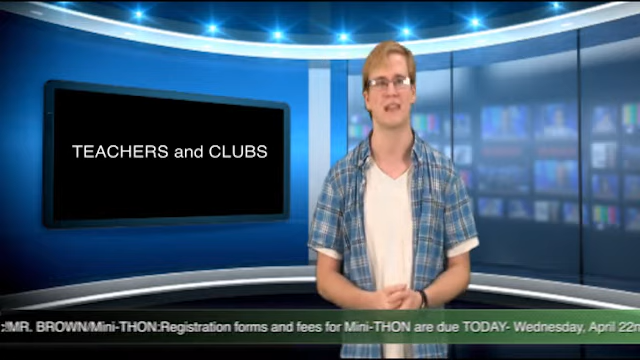 TEACHERS and CLUBS
:!MR. BROWN/Mini-THON:Registration forms and fees for Mini-THON are due TODAY- Wednesday, April 22n